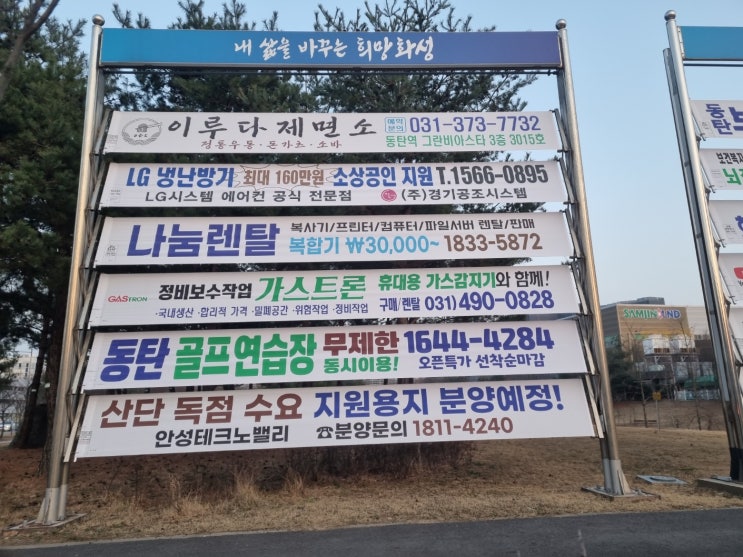 내 삶을 바꾸는 희망화성
이루다제면소 예약문의 031-373-7732
정통우동·돈가츠·소바 동탄역 그란비아스타 3층 3015호
LG 냉난방기 최대 160만원 소상공인 지원 T.1566-0895
LG시스템 에어컨 공식 전문점 LG (주)경기공조시스템
나눔렌탈 복사기/프린터/컴퓨터/파일서버 렌탈/판매
복합기 ₩30,000~ 1833-5872
GASTRON 정비보수작업 가스트론 휴대용 가스감지기와 함께!
·국내생산 ·합리적 가격 ·밀폐공간 ·위험작업 ·정비작업 구매/렌탈 031)490-0828
동탄 골프연습장 무제한 1644-4284
동시이용! 오픈특가 선착순마감
산단 독점 수요 지원용지 분양예정!
안성테크노밸리 ☎분양문의 1811-4240
동탄